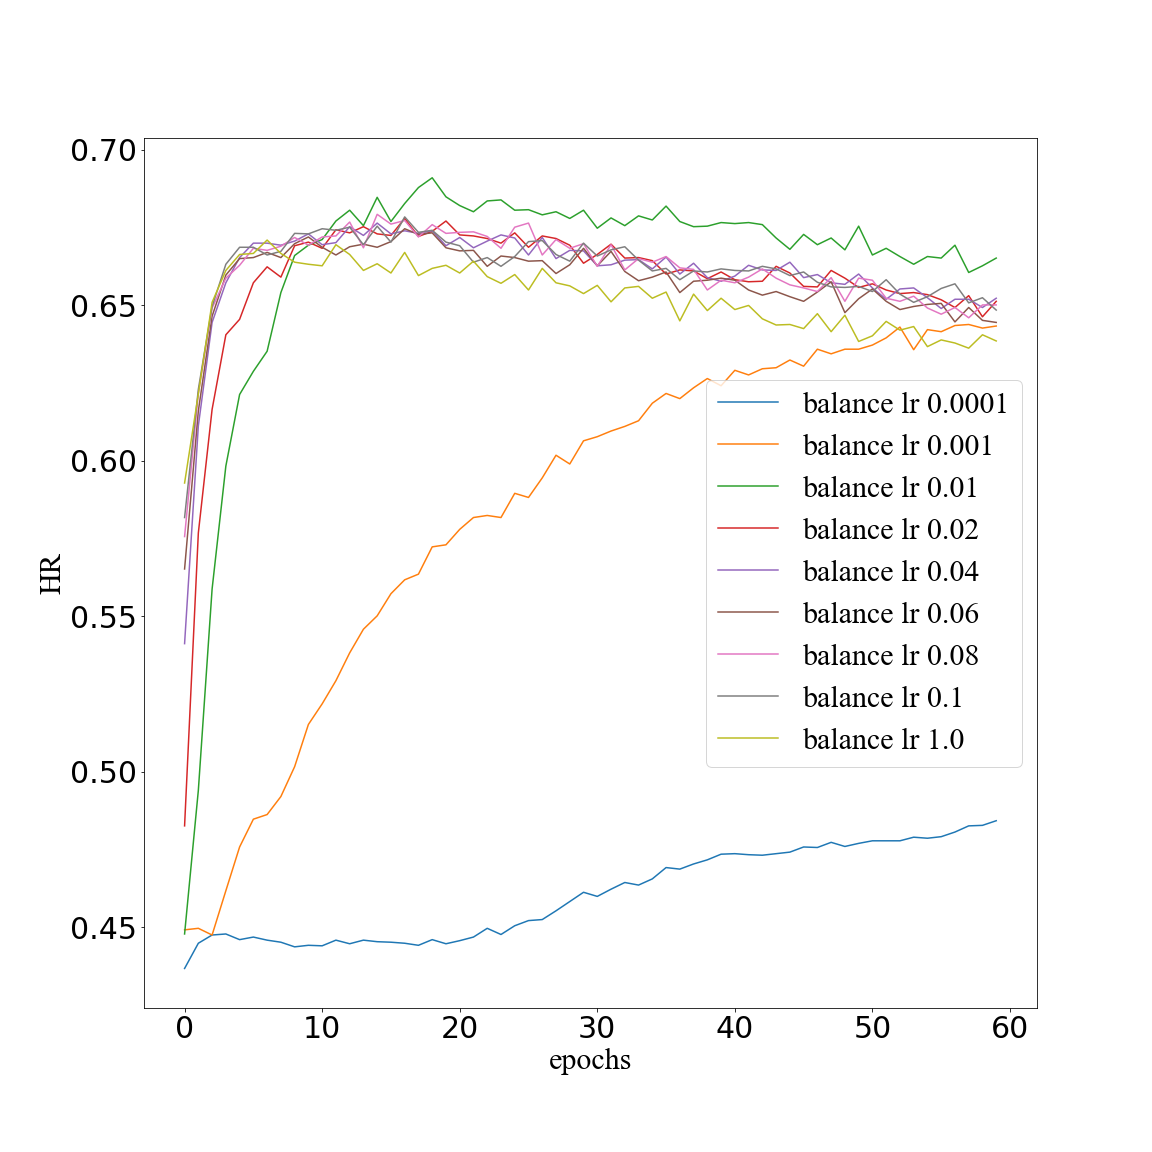 0.70
0.65
0.60
0.55
0.50
0.45
HR
balance lr 0.0001
balance lr 0.001
balance lr 0.01
balance lr 0.02
balance lr 0.04
balance lr 0.06
balance lr 0.08
balance lr 0.1
balance lr 1.0
0 10 20 30 40 50 60
epochs